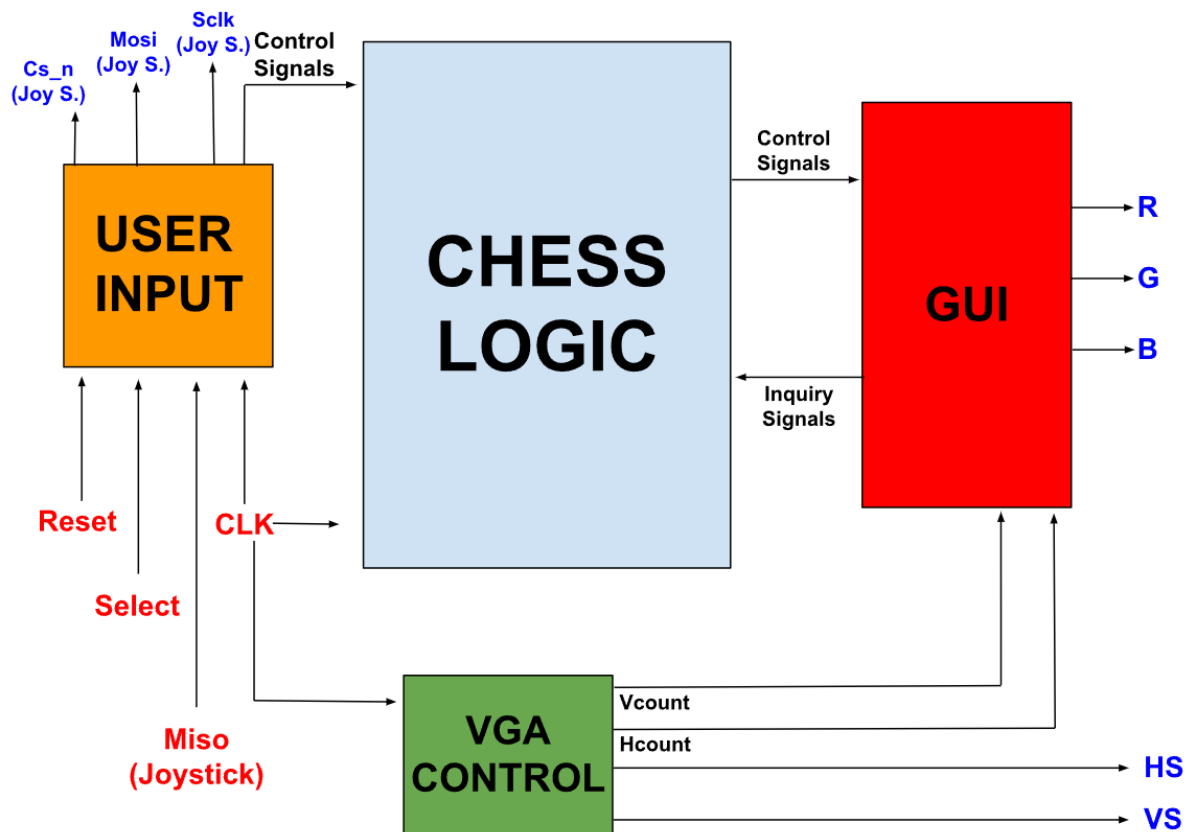 Sclk
(Joy S.)
Mosi
(Joy S.)
Cs_n
(Joy S.)
Control
Signals
USER
INPUT
CHESS
LOGIC
Control
Signals
GUI
R
G
B
Inquiry
Signals
Reset
CLK
Select
Miso
(Joystick)
VGA
CONTROL
Vcount
Hcount
HS
VS